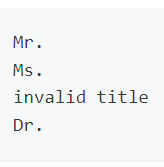 Mr.
Ms.
invalid title
Dr.